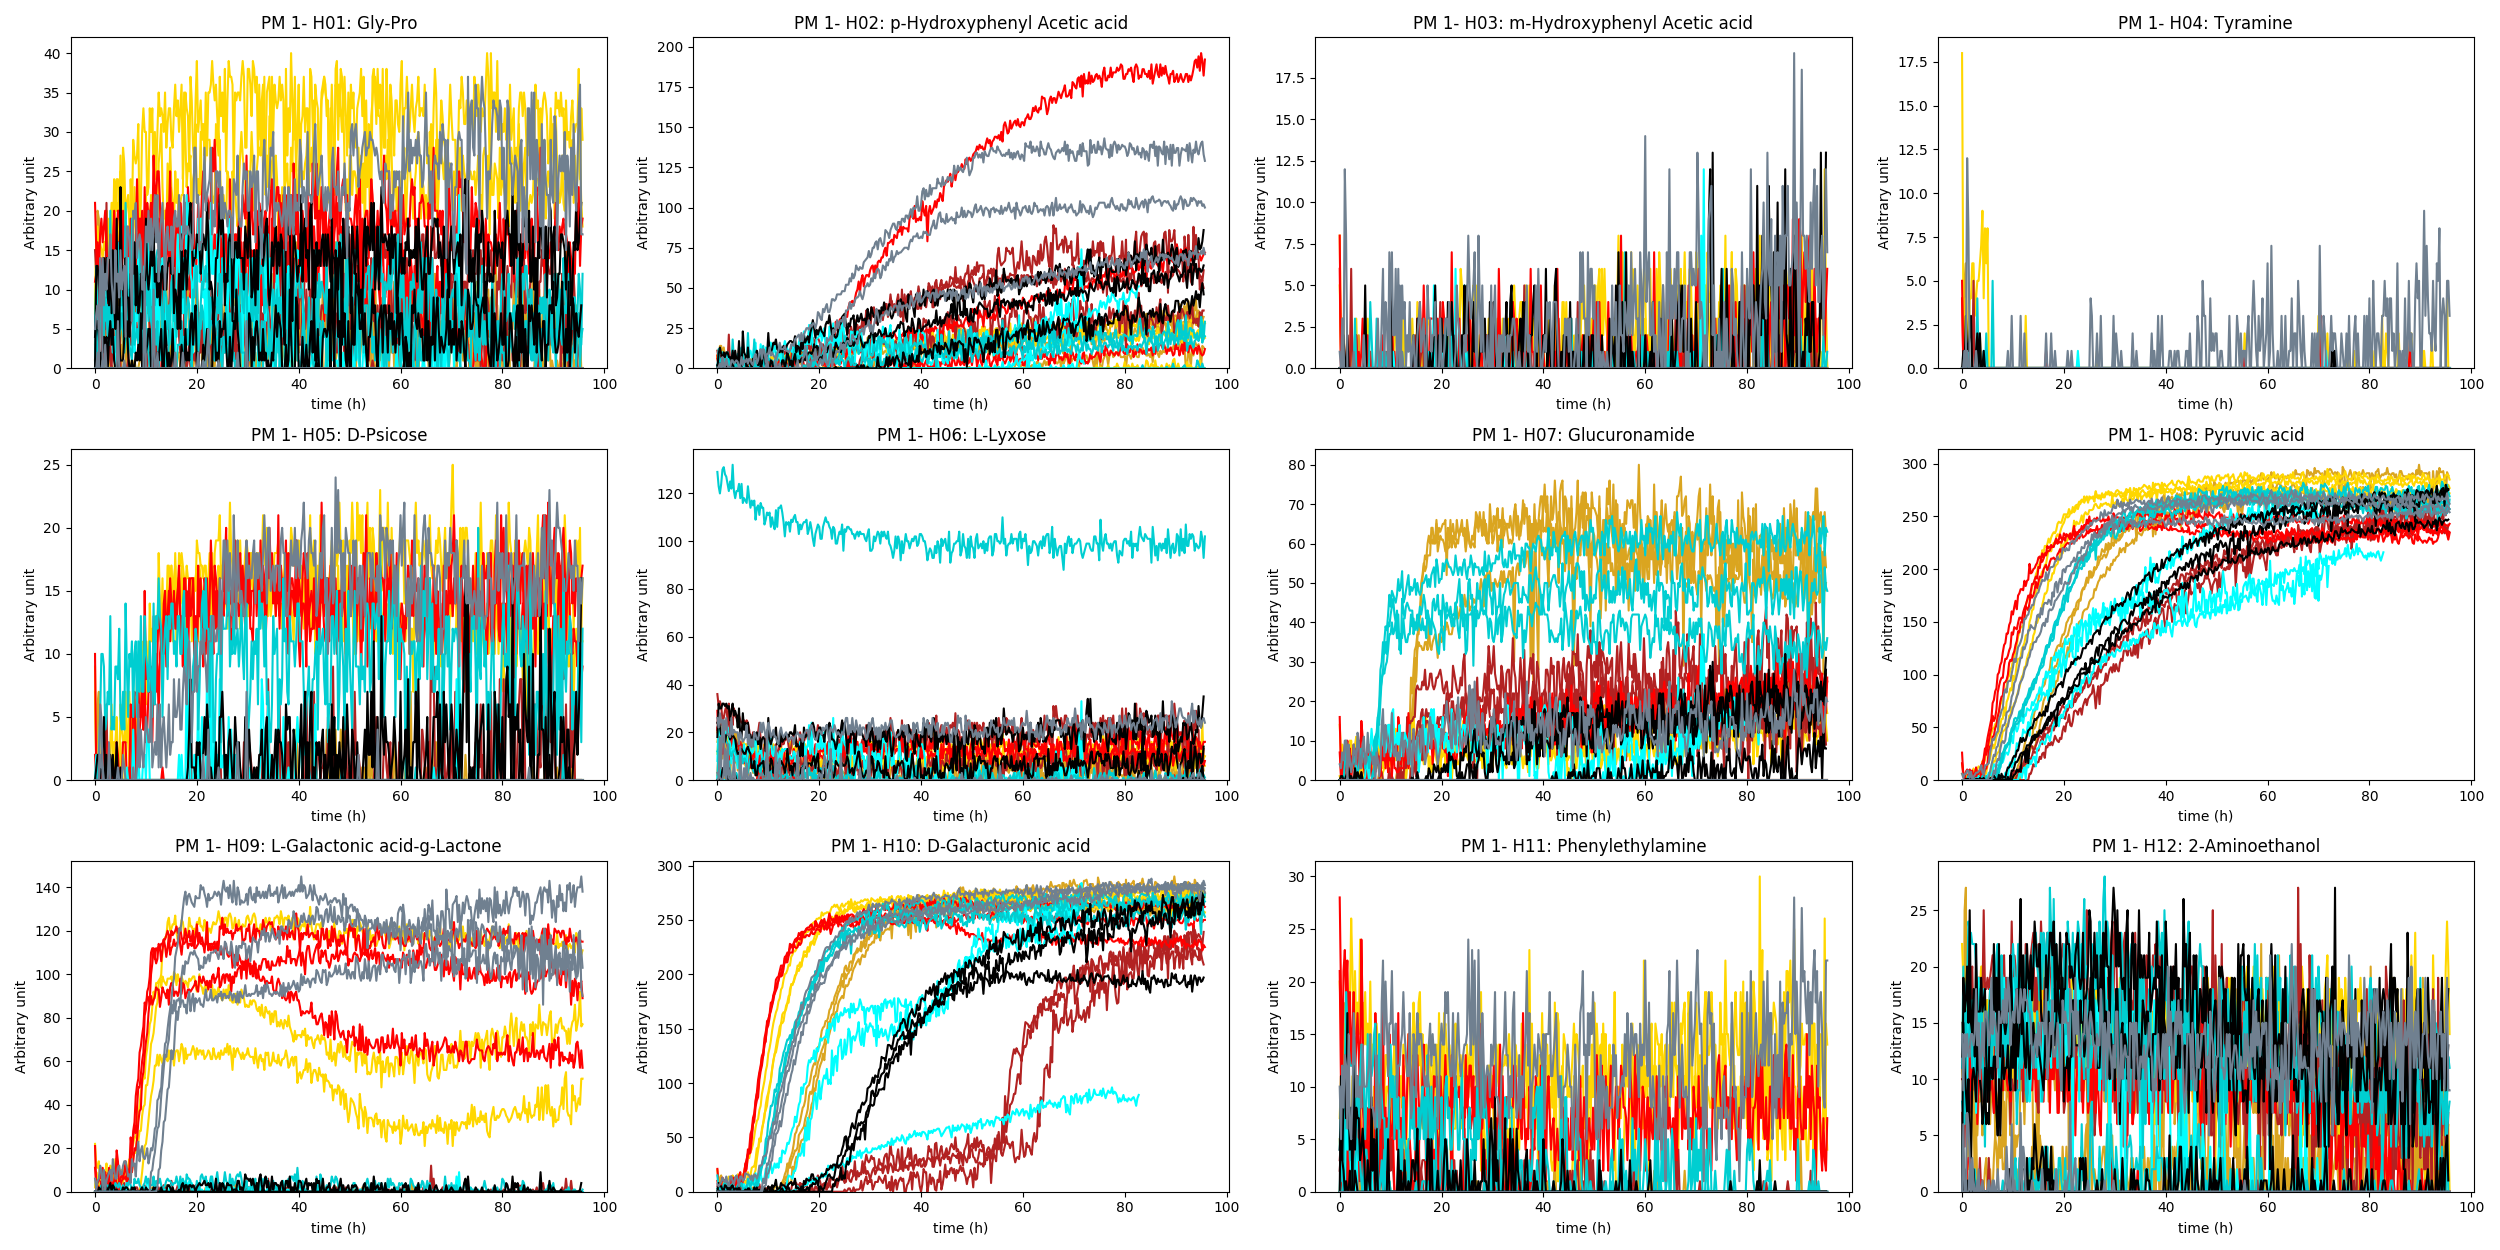 PM 1- H01: Gly-Pro
PM 1- H02: p-Hydroxyphenyl Acetic acid
PM 1- H03: m-Hydroxyphenyl Acetic acid
PM 1- H04: Tyramine
Arbitrary unit
40
35
30
25
20
15
10
5
0
0 20 40 60 80 100
time (h)
Arbitrary unit
200
175
150
125
100
75
50
25
0
0 20 40 60 80 100
time (h)
Arbitrary unit
17.5
15.0
12.5
10.0
7.5
5.0
2.5
0.0
0 20 40 60 80 100
time (h)
Arbitrary unit
17.5
15.0
12.5
10.0
7.5
5.0
2.5
0.0
0 20 40 60 80 100
time (h)
PM 1- H05: D-Psicose
PM 1- H06: L-Lyxose
PM 1- H07: Glucuronamide
PM 1- H08: Pyruvic acid
Arbitrary unit
25
20
15
10
5
0
0 20 40 60 80 100
time (h)
Arbitrary unit
120
100
80
60
40
20
0
0 20 40 60 80 100
time (h)
Arbitrary unit
80
70
60
50
40
30
20
10
0
0 20 40 60 80 100
time (h)
Arbitrary unit
300
250
200
150
100
50
0
0 20 40 60 80 100
time (h)
PM 1- H09: L-Galactonic acid-g-Lactone
PM 1- H10: D-Galacturonic acid
PM 1- H11: Phenylethylamine
PM 1- H12: 2-Aminoethanol
Arbitrary unit
140
120
100
80
60
40
20
0
0 20 40 60 80 100
time (h)
Arbitrary unit
300
250
200
150
100
50
0
0 20 40 60 80 100
time (h)
Arbitrary unit
30
25
20
15
10
5
0
0 20 40 60 80 100
time (h)
Arbitrary unit
25
20
15
10
5
0
0 20 40 60 80 100
time (h)